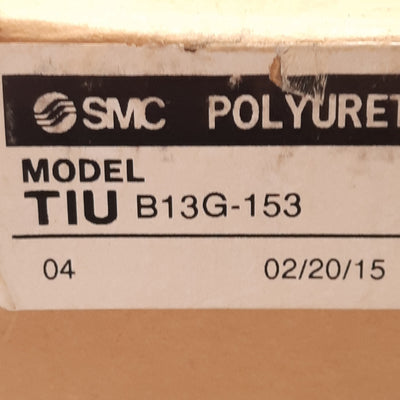 SMC POLYURET
MODEL
TIU B13G-153
04 02/20/15